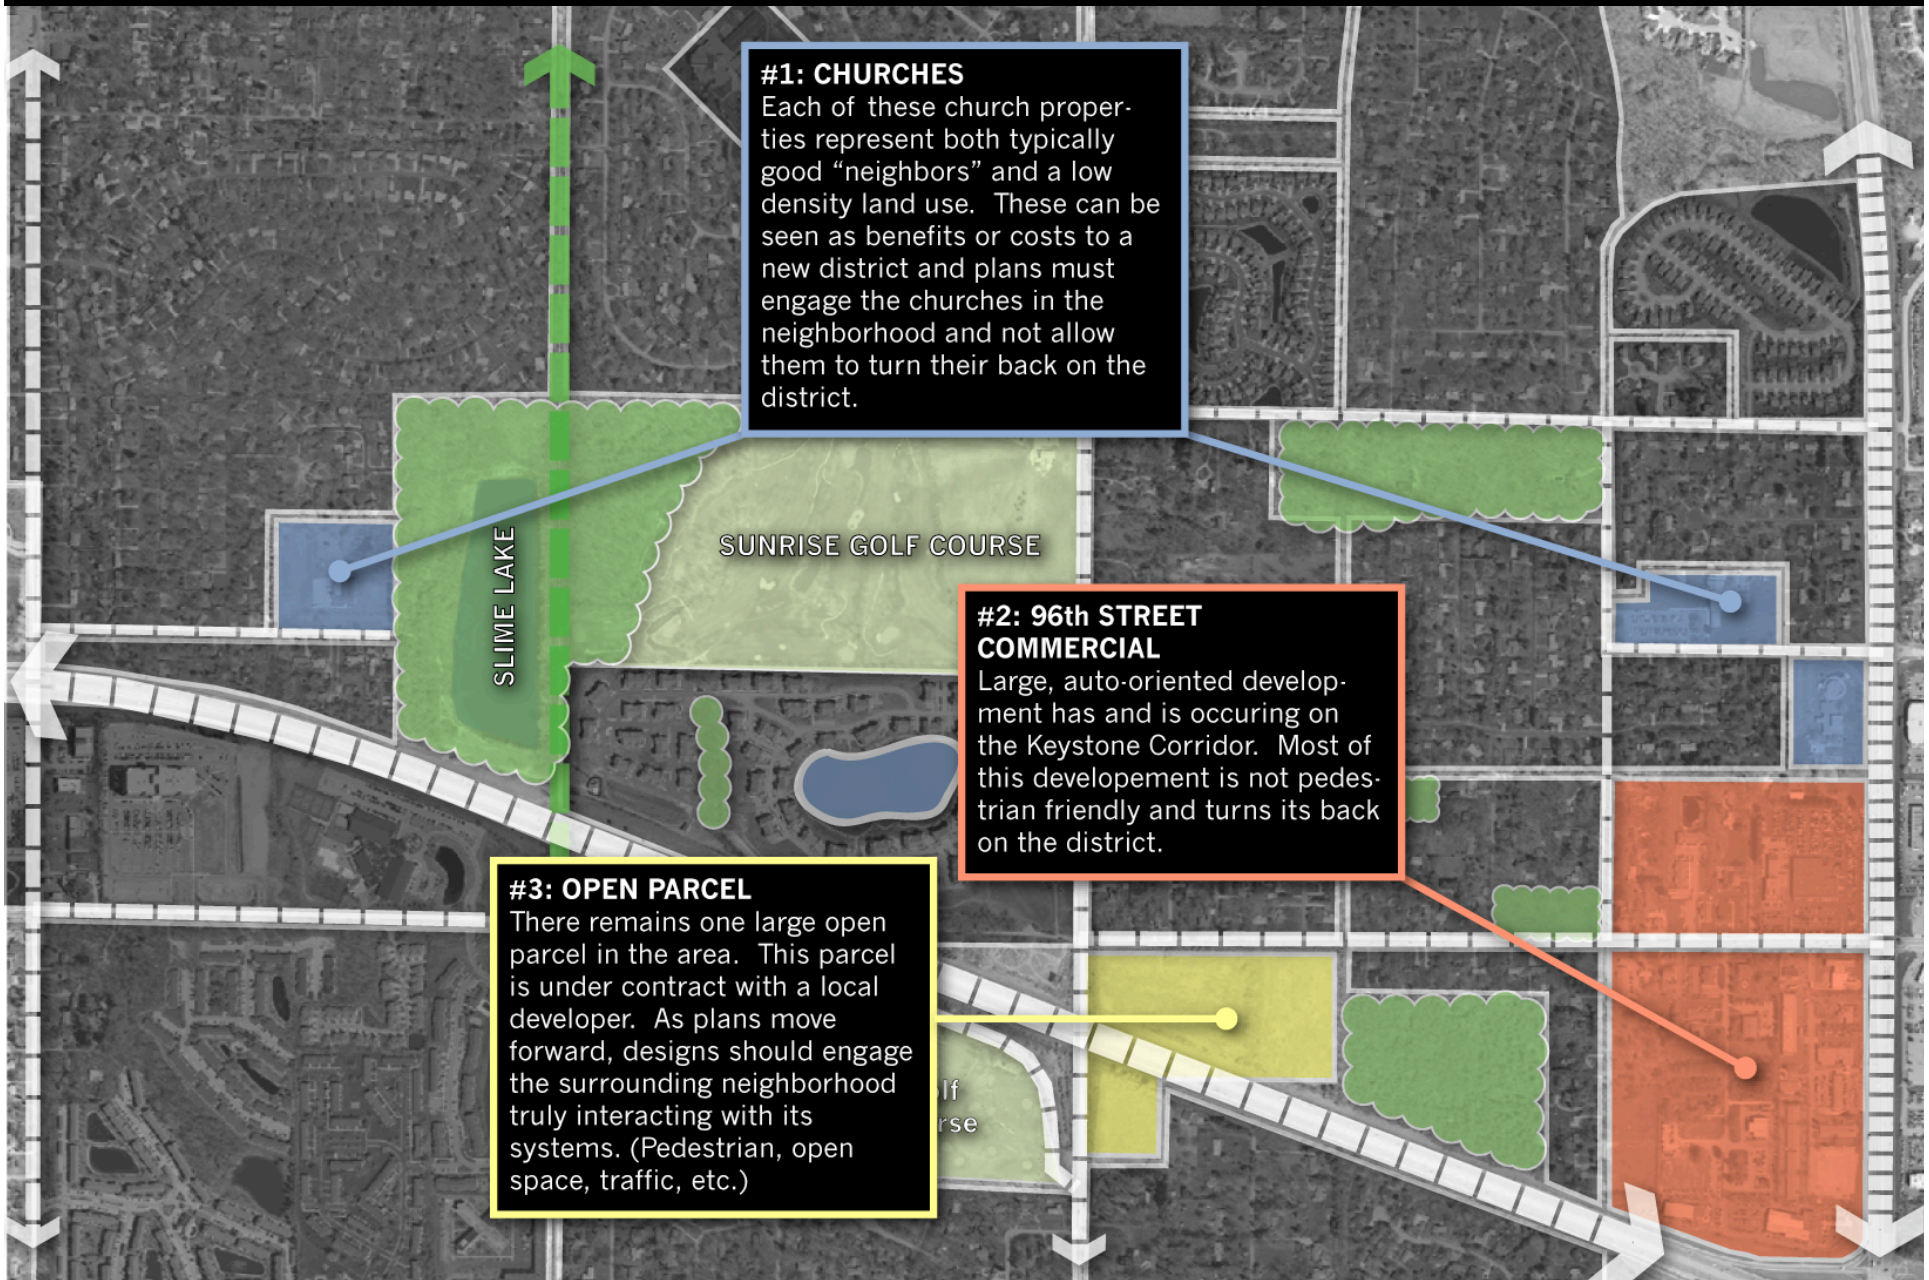 #1: CHURCHES
Each of these church proper-
ties represent both typically
good “neighbors” and a low
density land use.  These can be
seen as benefits or costs to a
new district and plans must
engage the churches in the
neighborhood and not allow
them to turn their back on the
district.
SLIME LAKE
SUNRISE GOLF COURSE
#2: 96th STREET
COMMERCIAL
Large, auto-oriented develop-
ment has and is occuring on
the Keystone Corridor.  Most of
this developement is not pedes-
trian friendly and turns its back
on the district.
#3: OPEN PARCEL
There remains one large open
parcel in the area.  This parcel
is under contract with a local
developer.  As plans move
forward, designs should engage
the surrounding neighborhood
truly interacting with its
systems. (Pedestrian, open
space, traffic, etc.)